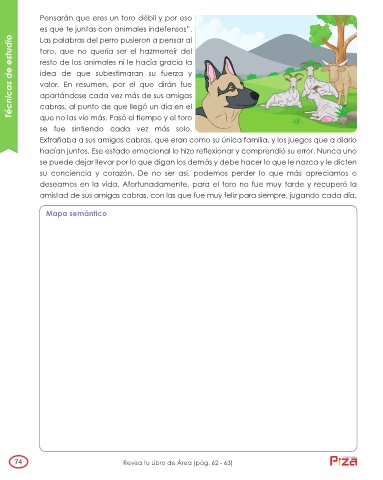 Pensarán que eres un toro débil y por eso
es que te juntas con animales indefensos”.
Las palabras del perro pusieron a pensar al
toro, que no quería ser el hazmerreír del
resto de los animales ni le hacía gracia la
idea de que subestimaran su fuerza y
valor. En resumen, por el que dirán fue
apartándose cada vez más de sus amigas
cabras, al punto de que llegó un día en el
que no las vio más. Pasó el tiempo y el toro
se fue sintiendo cada vez más solo.
Extrañaba a sus amigas cabras, que eran como su única familia, y los juegos que a diario
hacían juntos. Ese estado emocional lo hizo reflexionar y comprendió su error. Nunca uno
se puede dejar llevar por lo que digan los demás y debe hacer lo que le nazca y le dicten
su conciencia y corazón. De no ser así, podemos perder lo que más apreciamos o
deseamos en la vida. Afortunadamente, para el toro no fue muy tarde y recuperó la
amistad de sus amigas cabras, con las que fue muy feliz para siempre, jugando cada día.
Técnicas de estudio
Mapa semántico
74
Revisa tu Libro de Área (pág. 62 - 63)
P:zA